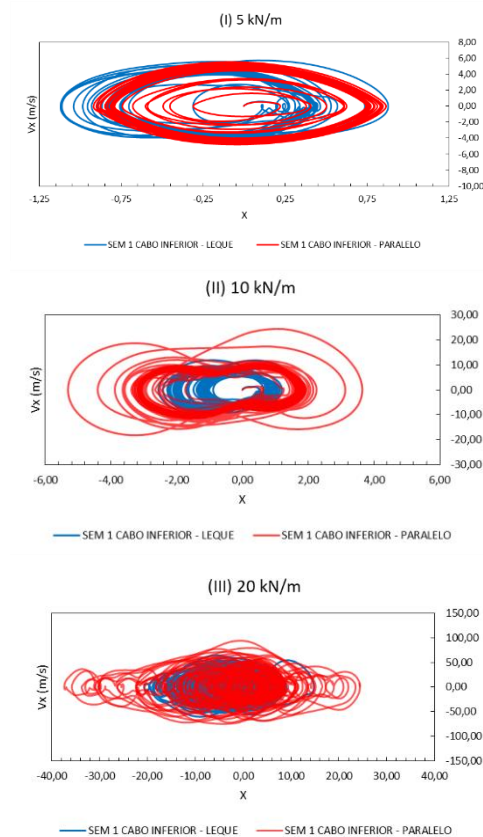 (I) 5 kN/m
8,00
6,00
4,00
2,00
0,00
-2,00
-4,00
-6,00
-8,00
-10,00
Vx (m/s)
-1,25 -0,75 -0,25 0,25 0,75 1,25
X
SEM 1 CABO INFERIOR - LEQUE SEM 1 CABO INFERIOR - PARALELO
(II) 10 kN/m
30,00
20,00
10,00
0,00
-10,00
-20,00
-30,00
Vx (m/s)
-6,00 -4,00 -2,00 0,00 2,00 4,00 6,00
X
SEM 1 CABO INFERIOR - LEQUE SEM 1 CABO INFERIOR - PARALELO
(III) 20 kN/m
150,00
100,00
50,00
0,00
-50,00
-100,00
-150,00
Vx (m/s)
-40,00 -30,00 -20,00 -10,00 0,00 10,00 20,00 30,00 40,00
X
SEM 1 CABO INFERIOR - LEQUE SEM 1 CABO INFERIOR - PARALELO